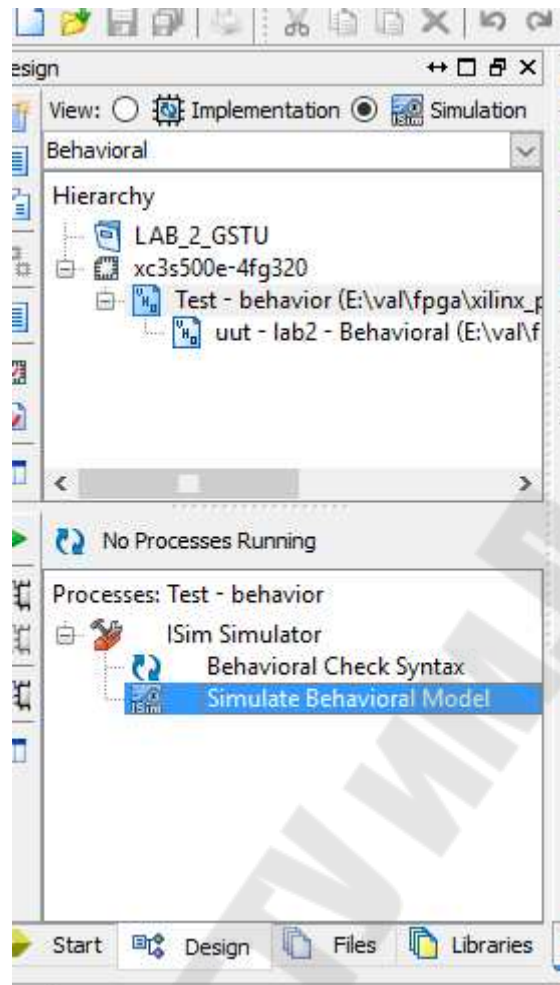 esign
View: Implementation Simulation
Behavioral
Hierarchy
LAB_2_GSTU
xc3s500e-4fg320
Test - behavior (E:\val\fpga\xilinx_p
uut - lab2 - Behavioral (E:\val\f
No Processes Running
Processes: Test - behavior
ISim Simulator
Behavioral Check Syntax
Simulate Behavioral Model
Start Design Files Libraries